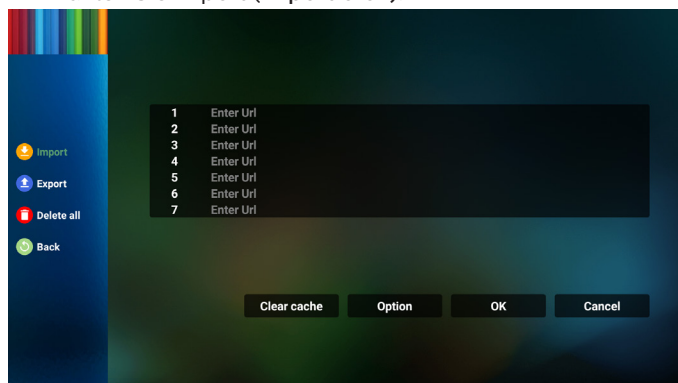 Import
Export
Delete all
Back
1 Enter Url
2 Enter Url
3 Enter Url
4 Enter Url
5 Enter Url
6 Enter Url
7 Enter Url
Clear cache Option OK Cancel